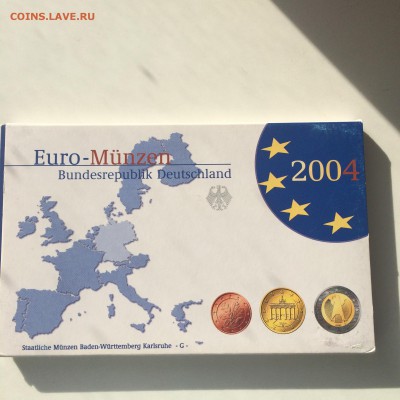 COINS.LAVE.RU
Euro-Münzen
Bundesrepublik Deutschland
2004
Staatliche Münzen Baden-Württemberg Karlsruhe - G -